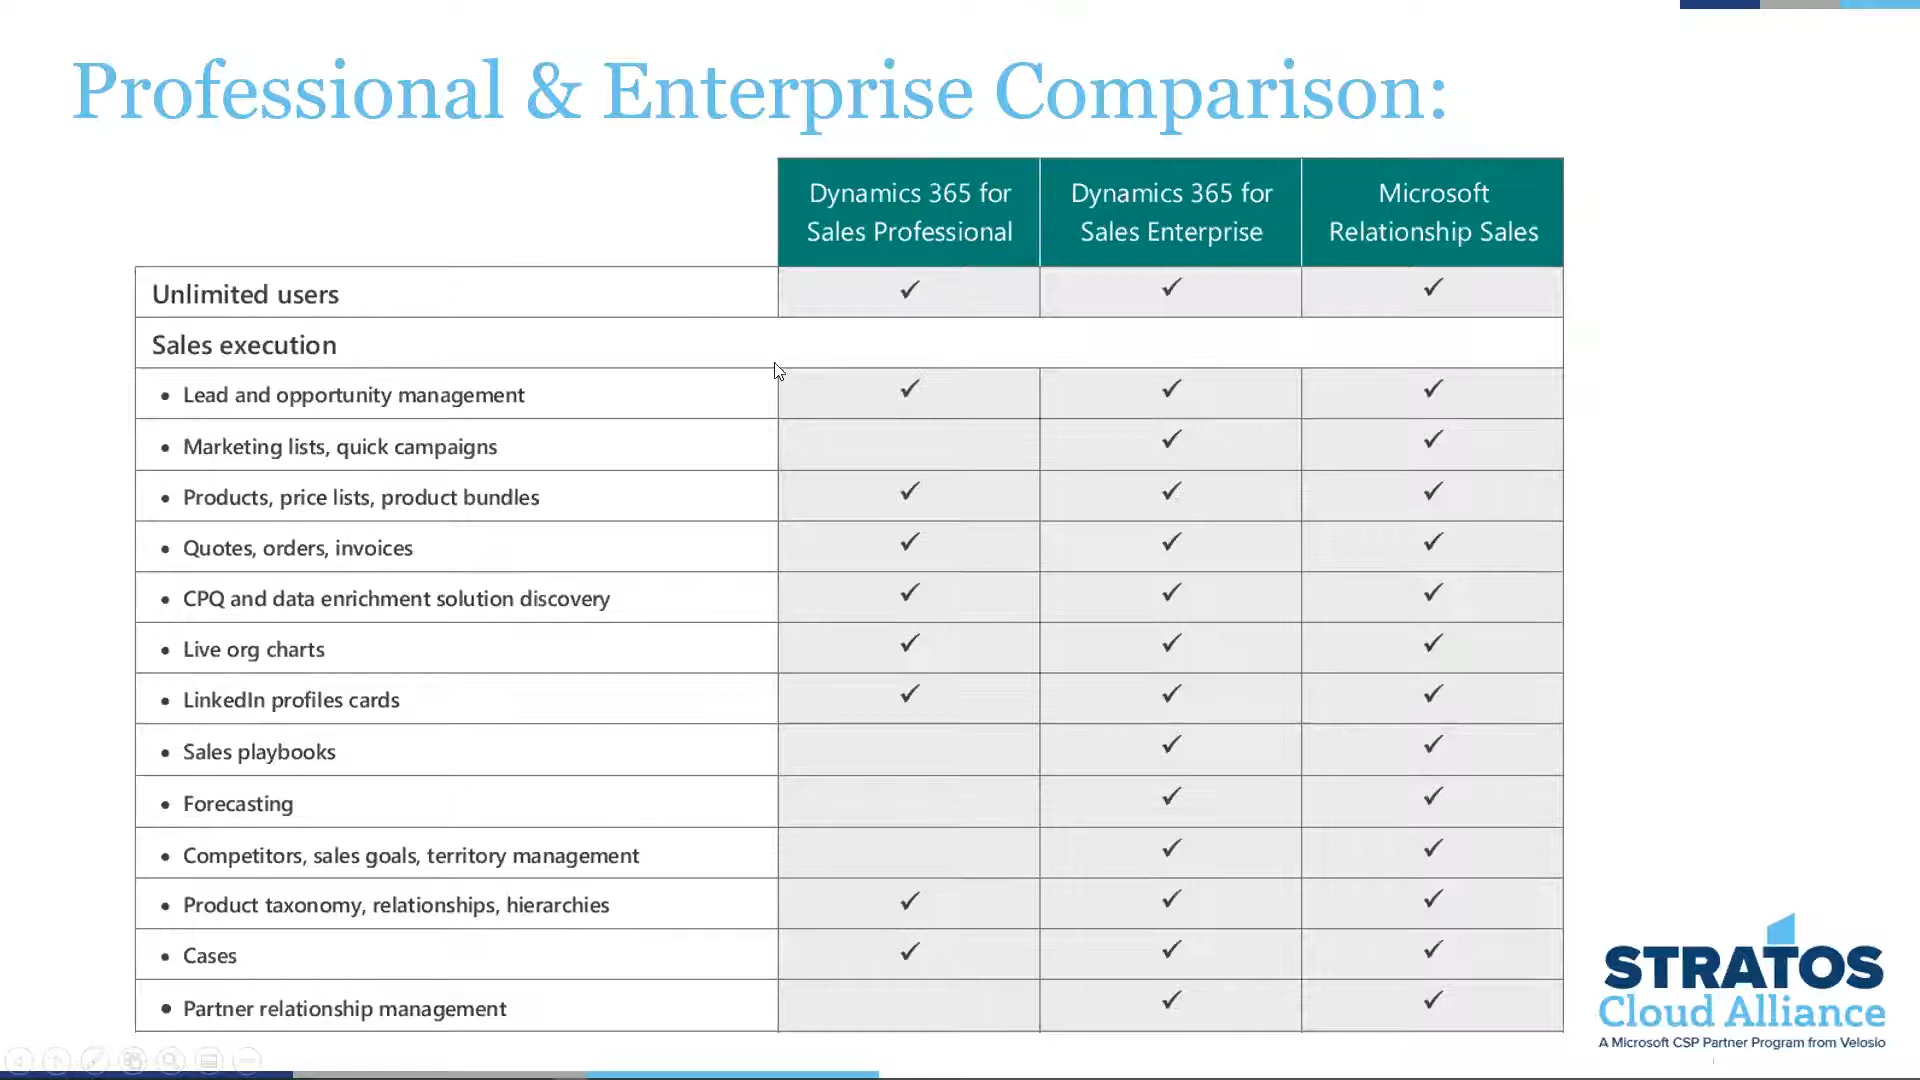 Professional & Enterprise Comparison:
Dynamics 365 for
Sales Professional
Dynamics 365 for
Sales Enterprise
Microsoft
Relationship Sales
Unlimited users ✓ ✓ ✓
Sales execution
• Lead and opportunity management ✓ ✓ ✓
• Marketing lists, quick campaigns ✓ ✓
• Products, price lists, product bundles ✓ ✓ ✓
• Quotes, orders, invoices ✓ ✓ ✓
• CPQ and data enrichment solution discovery ✓ ✓ ✓
• Live org charts ✓ ✓ ✓
• LinkedIn profiles cards ✓ ✓ ✓
• Sales playbooks ✓ ✓
• Forecasting ✓ ✓
• Competitors, sales goals, territory management ✓ ✓
• Product taxonomy, relationships, hierarchies ✓ ✓ ✓
• Cases ✓ ✓ ✓
• Partner relationship management ✓ ✓
STRATOS
Cloud Alliance
A Microsoft CSP Partner Program from Velosio